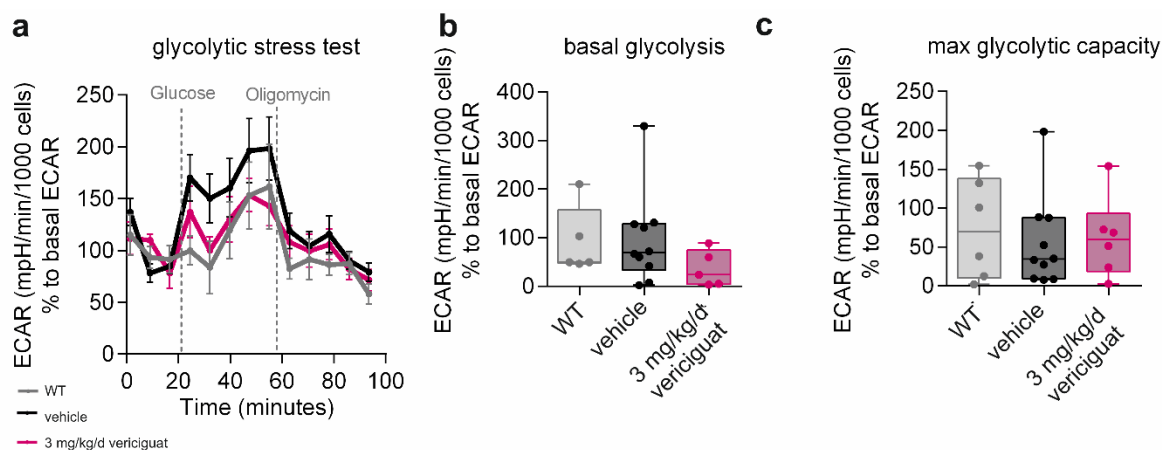 a
glycolytic stress test
ECAR (mpH/min/1000 cells)
% to basal ECAR
250
200
150
100
50
0
Glucose
Oligomycin
0
20
40
60
80
100
Time (minutes)
WT
vehicle
3 mg/kg/d vericiguat
b
basal glycolysis
ECAR (mpH/min/1000 cells)
% to basal ECAR
400
300
200
100
0
WT
vehicle
3 mg/kg/d
vericiguat
c
max glycolytic capacity
ECAR (mpH/min/1000 cells)
% to basal ECAR
250
200
150
100
50
0
WT
vehicle
3 mg/kg/d
vericiguat